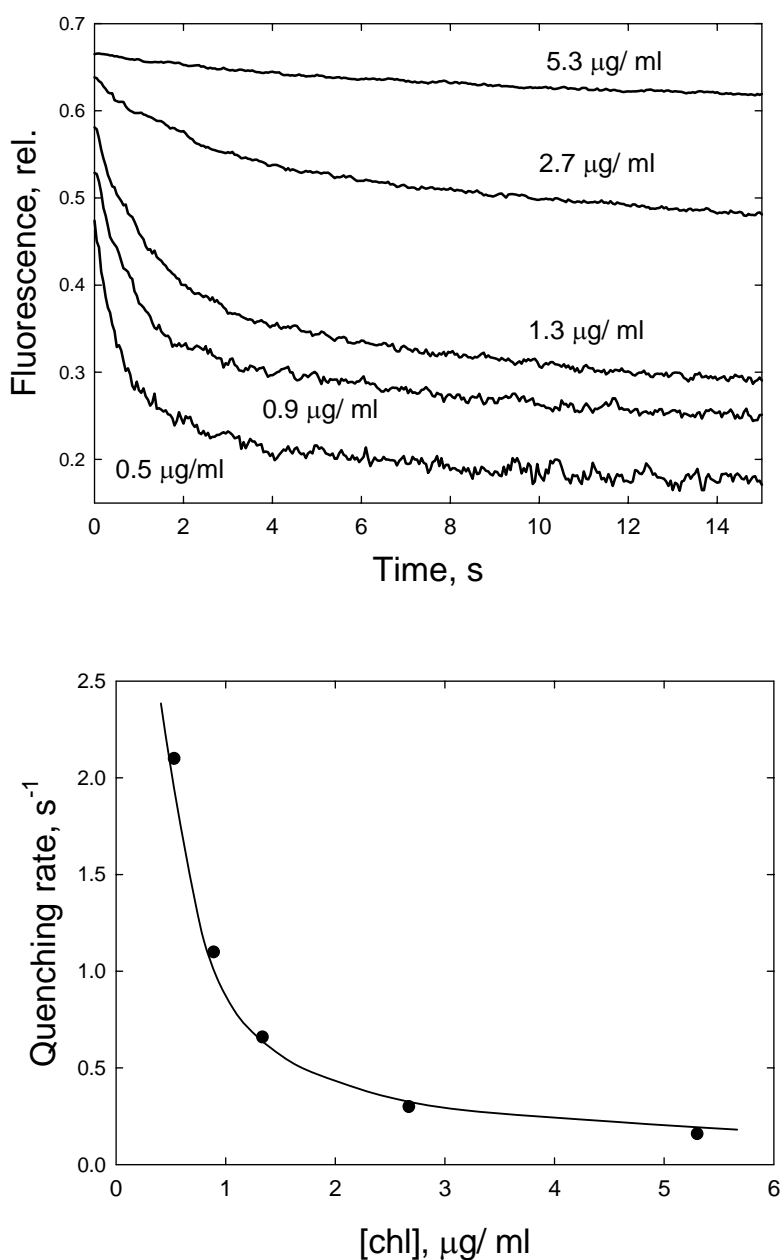 0.7
0.6
0.5
0.4
0.3
0.2
Fluorescence, rel.
5.3 μg/ ml
2.7 μg/ ml
1.3 μg/ ml
0.9 μg/ ml
0.5 μg/ml
0 2 4 6 8 10 12 14
Time, s
2.5
2.0
1.5
1.0
0.5
0.0
Quenching rate, s-1
0 1 2 3 4 5 6
[chl], μg/ ml